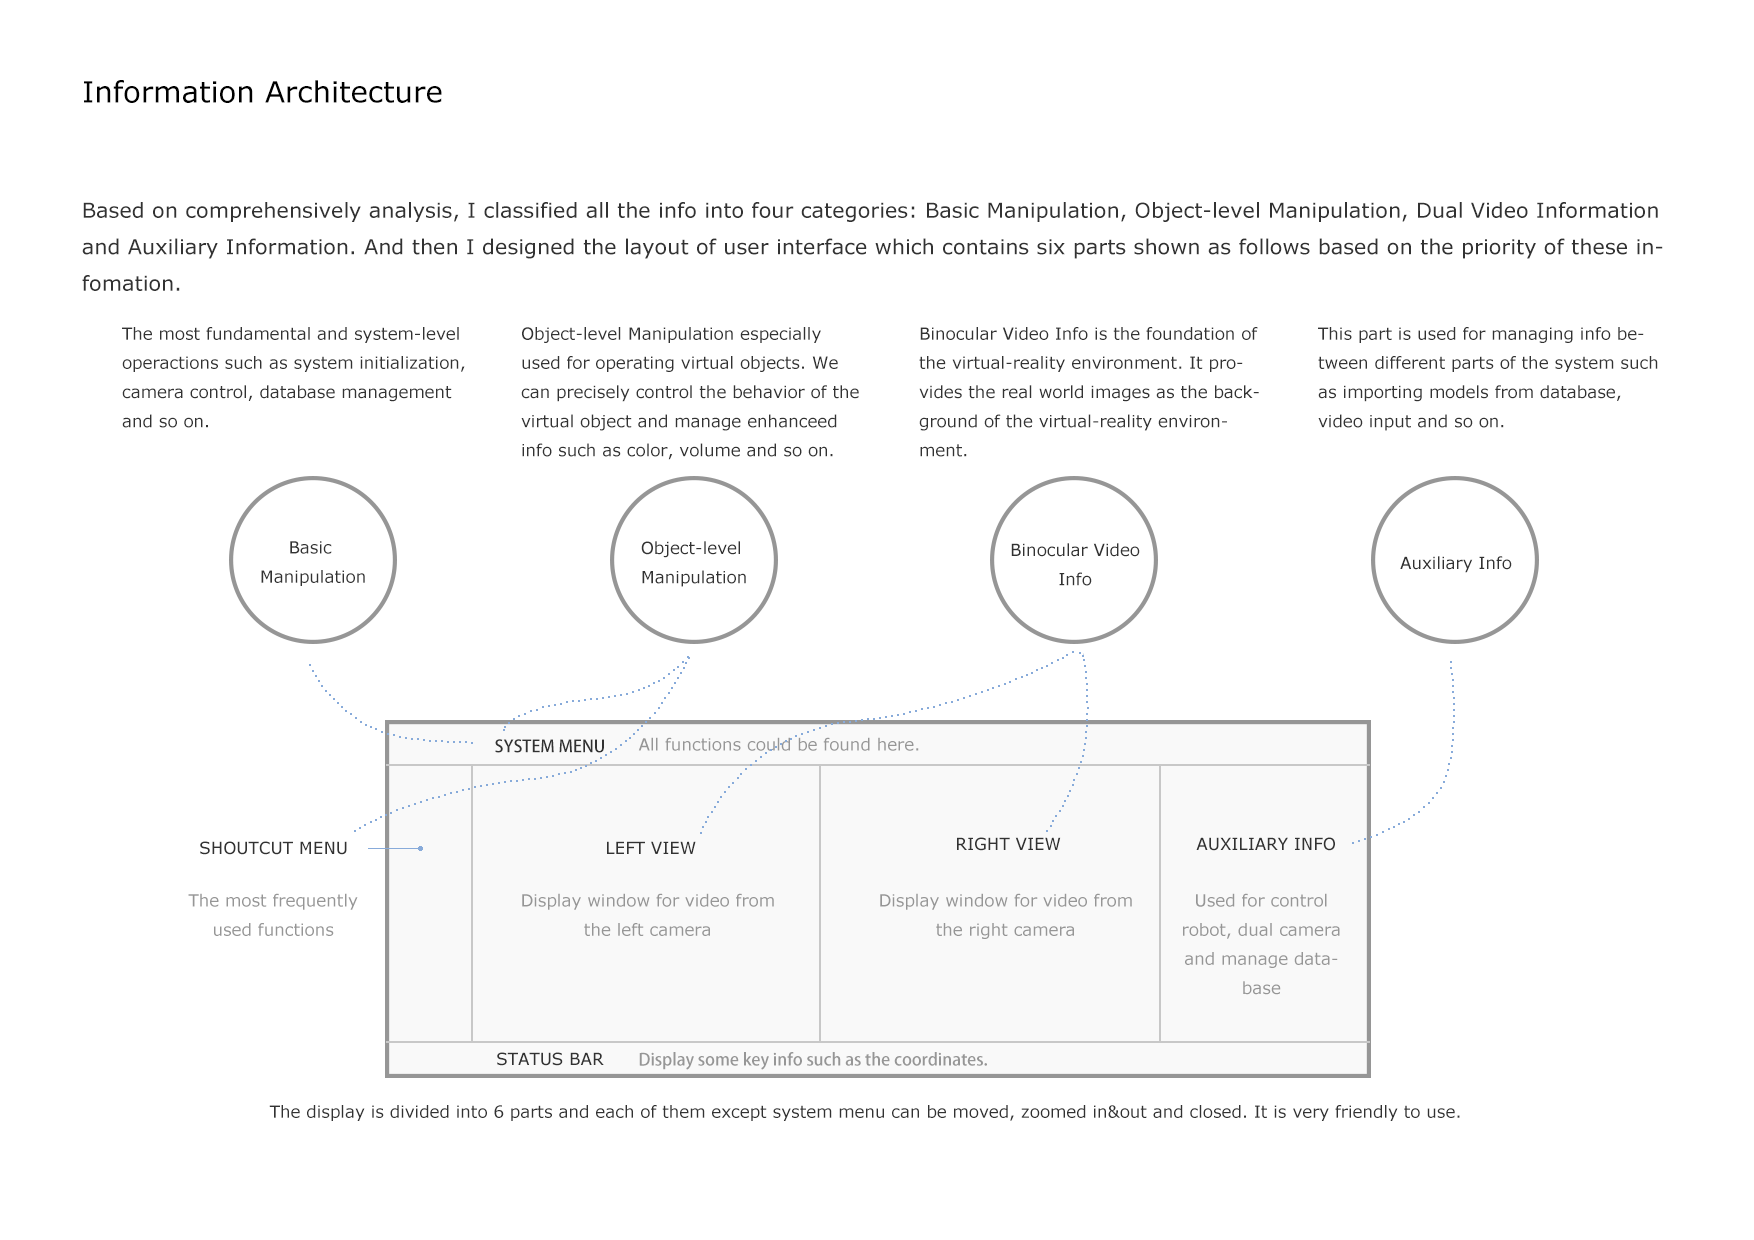 Information Architecture
Based on comprehensively analysis, I classified all the info into four categories: Basic Manipulation, Object-level Manipulation, Dual Video Information
and Auxiliary Information. And then I designed the layout of user interface which contains six parts shown as follows based on the priority of these in-
fomation.
The most fundamental and system-level
operactions such as system initialization,
camera control, database management
and so on.
Object-level Manipulation especially
used for operating virtual objects. We
can precisely control the behavior of the
virtual object and manage enhanceed
info such as color, volume and so on.
Binocular Video Info is the foundation of
the virtual-reality environment. It pro-
vides the real world images as the back-
ground of the virtual-reality environ-
ment.
This part is used for managing info be-
tween different parts of the system such
as importing models from database,
video input and so on.
Basic
Manipulation
Object-level
Manipulation
Binocular Video
Info
Auxiliary Info
SYSTEM MENU All functions could be found here.
SHOUTCUT MENU
The most frequently
used functions
LEFT VIEW
Display window for video from
the left camera
RIGHT VIEW
Display window for video from
the right camera
AUXILIARY INFO
Used for control
robot, dual camera
and manage data-
base
STATUS BAR Display some key info such as the coordinates.
The display is divided into 6 parts and each of them except system menu can be moved, zoomed in&out and closed. It is very friendly to use.